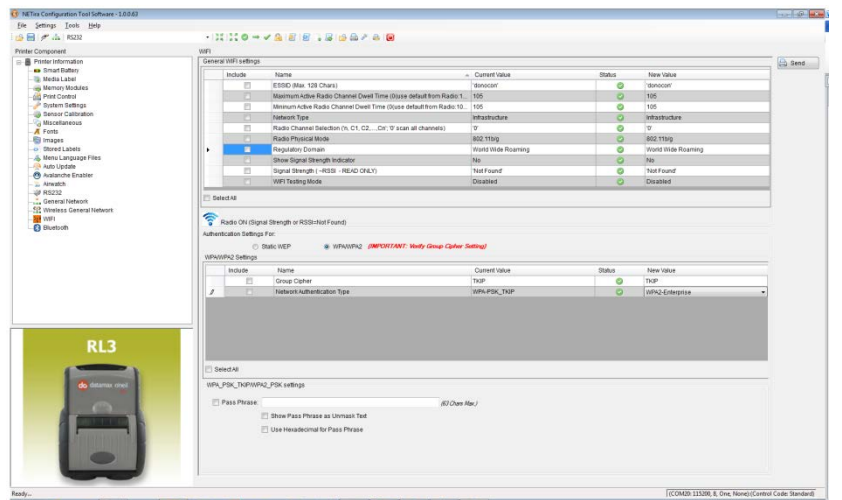 NETira Configuration Tool Software - 1.0.0.63
File Settings Tools Help
RS232
Printer Component
Printer Information
Smart Battery
Media Label
Memory Modules
Print Control
System Settings
Sensor Calibration
Miscellaneous
Fonts
Images
Stored Labels
Menu Language Files
Auto Update
Avalanche Enabler
Airwatch
RS232
General Network
Wireless General Network
WIFI
Bluetooth
RL3
datamax oneil
WIFI
General WIFI settings
Include Name Current Value Status New Value
ESSID (Max. 128 Chars) 'donocon' 'donocon'
Maximum Active Radio Channel Dwell Time (0(use default from Radio:1... 105 105
Mininum Active Radio Channel Dwell Time (0(use default from Radio:10... 105 105
Network Type Infrastructure Infrastructure
Radio Channel Selection ('n, C1, C2,...,Cn'; '0' scan all channels) '0' '0'
Radio Physical Mode 802.11b/g 802.11b/g
Regulatory Domain World Wide Roaming World Wide Roaming
Show Signal Strength Indicator No No
Signal Strength ( ~RSSI - READ ONLY) 'Not Found' 'Not Found'
WIFI Testing Mode Disabled Disabled
Select All
Send
Radio ON (Signal Strength or RSSI=Not Found)
Authentication Settings For:
Static WEP WPA/WPA2 (IMPORTANT: Verify Group Cipher Setting)
WPA/WPA2 Settings
Include Name Current Value Status New Value
Group Cipher TKIP TKIP
Network Authentication Type WPA-PSK_TKIP WPA2-Enterprise
Select All
WPA_PSK_TKIP/WPA2_PSK settings
Pass Phrase: (63 Chars Max.)
Show Pass Phrase as Unmask Text
Use Hexadecimal for Pass Phrase
Ready... (COM20: 115200, 8, One, None) (Control Code: Standard)